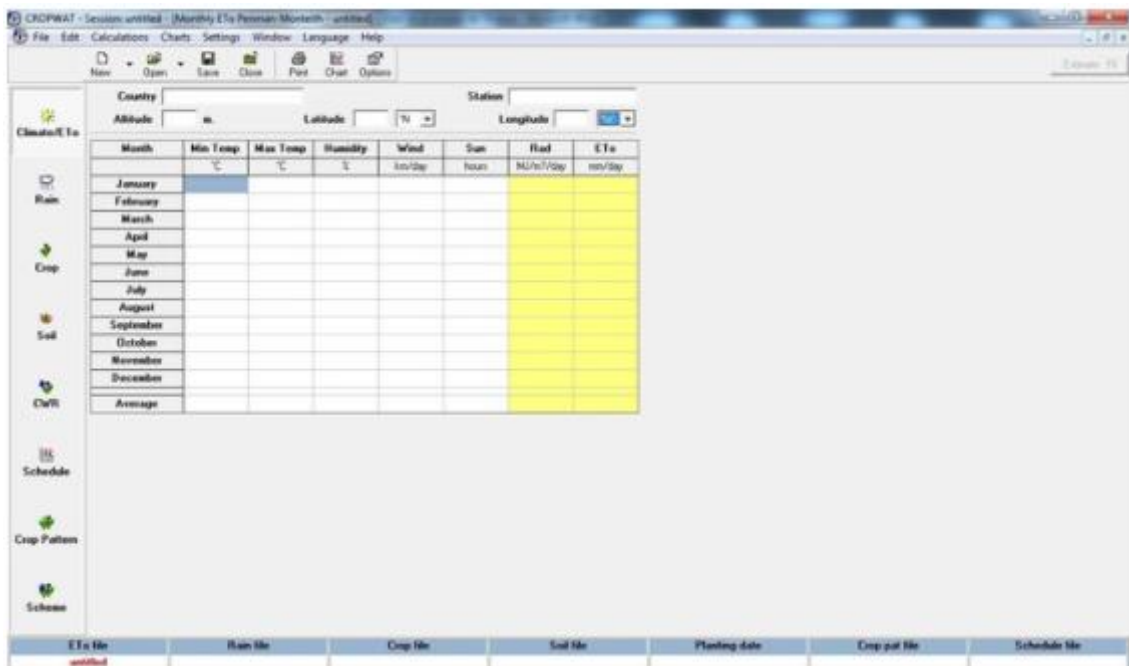 CROPWAT - Session: untitled - [Monthly ETo Penman-Monteith - untitled]
File Edit Calculations Charts Settings Window Language Help
New Open Save Close Print Chart Options
Country Station
Altitude m. Latitude °N Longitude
Climate/ETo
Month Min Temp Max Temp Humidity Wind Sun Rad ETo
°C °C % km/day hours MJ/m²/day mm/day
January
Rain
February
March
April
May
Crop
June
July
August
September
Soil
October
November
December
CWR
Average
Schedule
Crop Pattern
Scheme
ETo file Rain file Crop file Soil file Planting date Crop pat file Schedule file
untitled